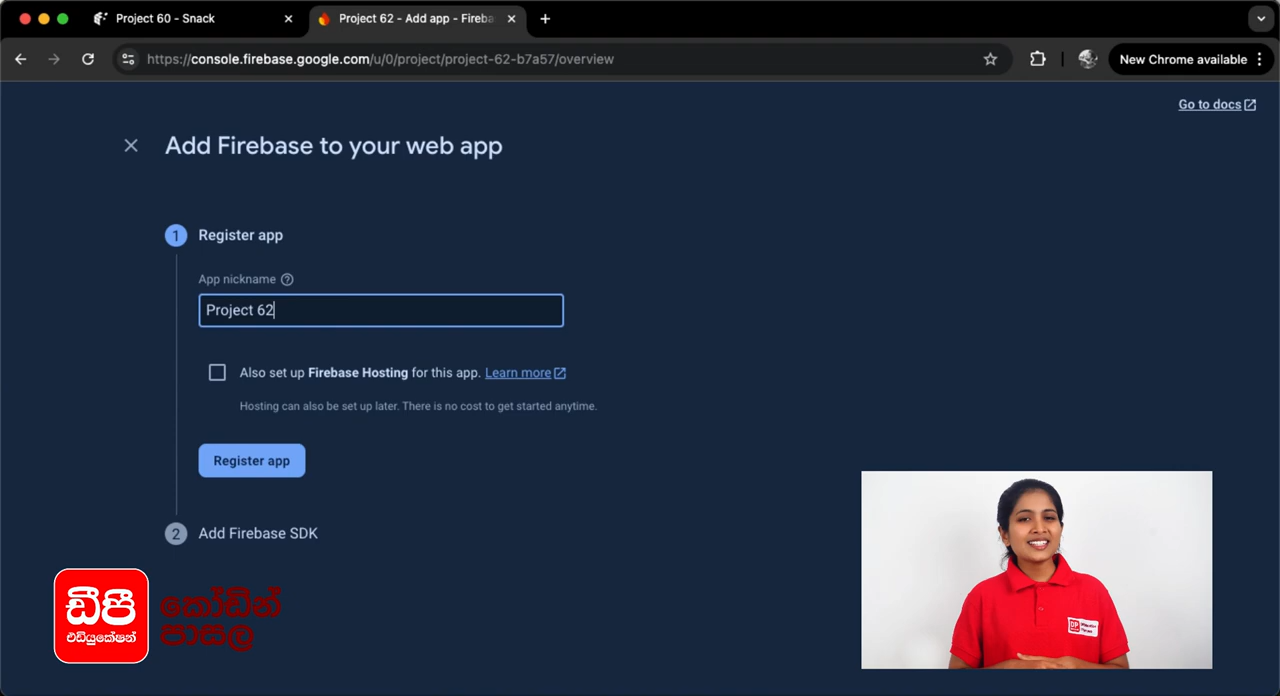 Project 60 - Snack
Project 62 - Add app - Fireba
https://console.firebase.google.com/u/0/project/project-62-b7a57/overview
New Chrome available
Go to docs
Add Firebase to your web app
1 Register app
App nickname
Project 62
Also set up Firebase Hosting for this app. Learn more
Hosting can also be set up later. There is no cost to get started anytime.
Register app
2 Add Firebase SDK
ඩීපී
එඩියුකේෂන්
කෝඩින්
පාසල
DP